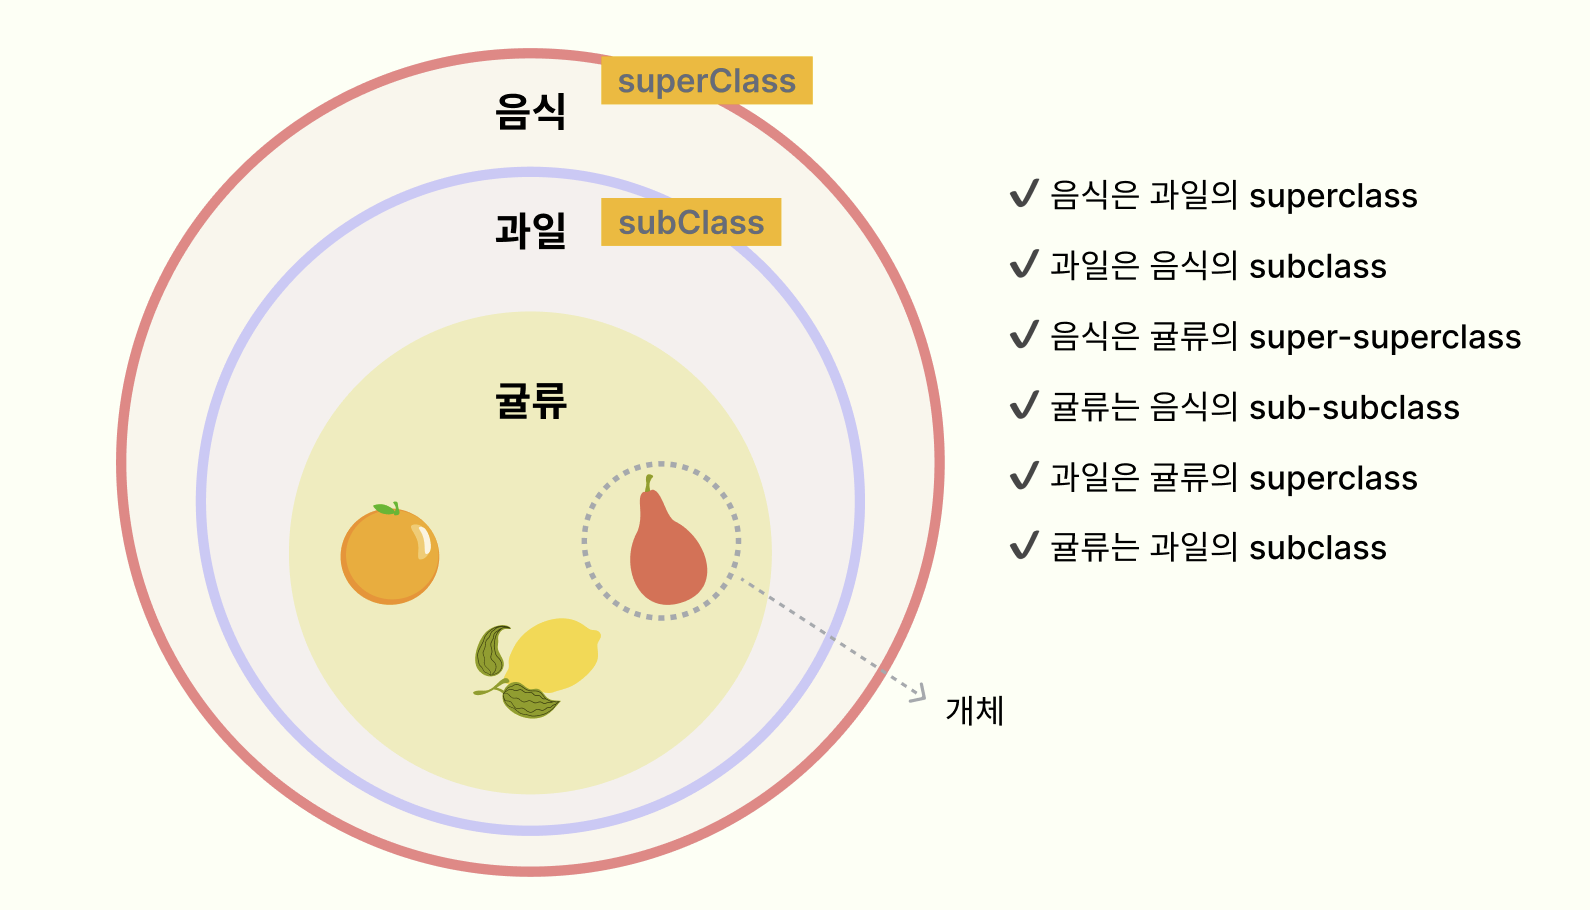 음식
superClass
과일
subClass
귤류
개체
✔ 음식은 과일의 superclass
✔ 과일은 음식의 subclass
✔ 음식은 귤류의 super-superclass
✔ 귤류는 음식의 sub-subclass
✔ 과일은 귤류의 superclass
✔ 귤류는 과일의 subclass